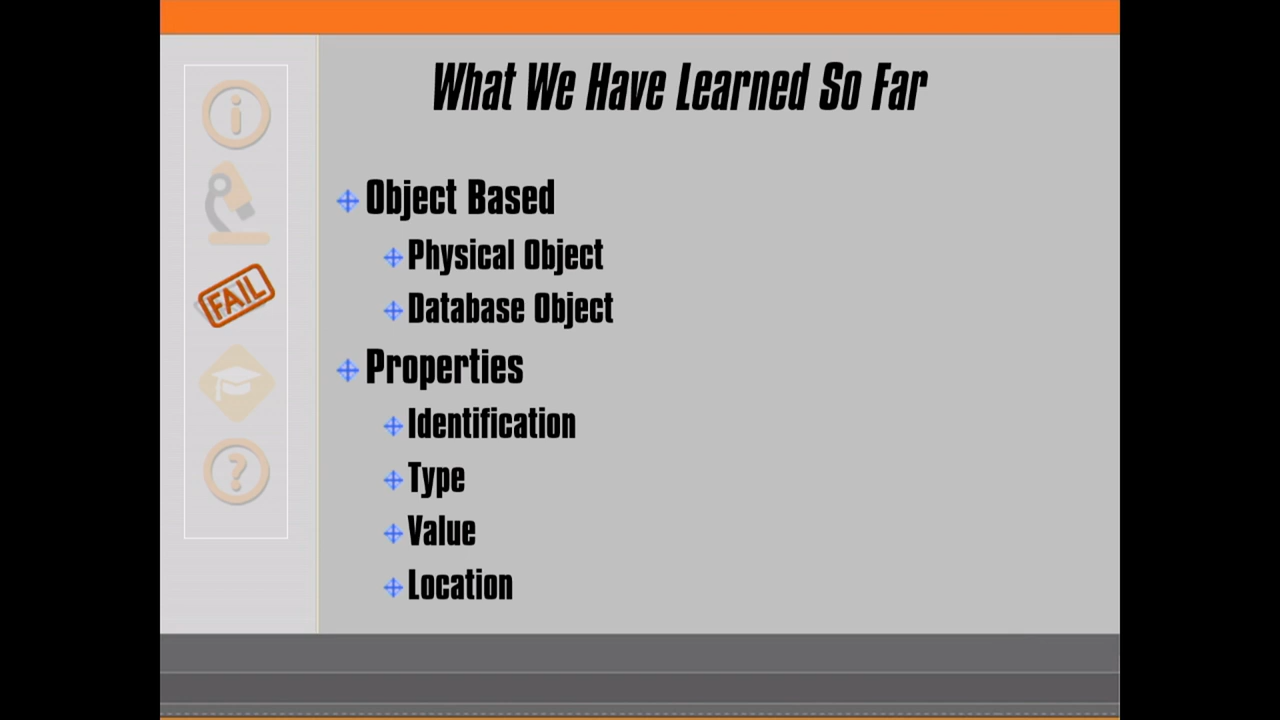 What We Have Learned So Far
Object Based
Physical Object
Database Object
FAIL
Properties
Identification
Type
Value
Location